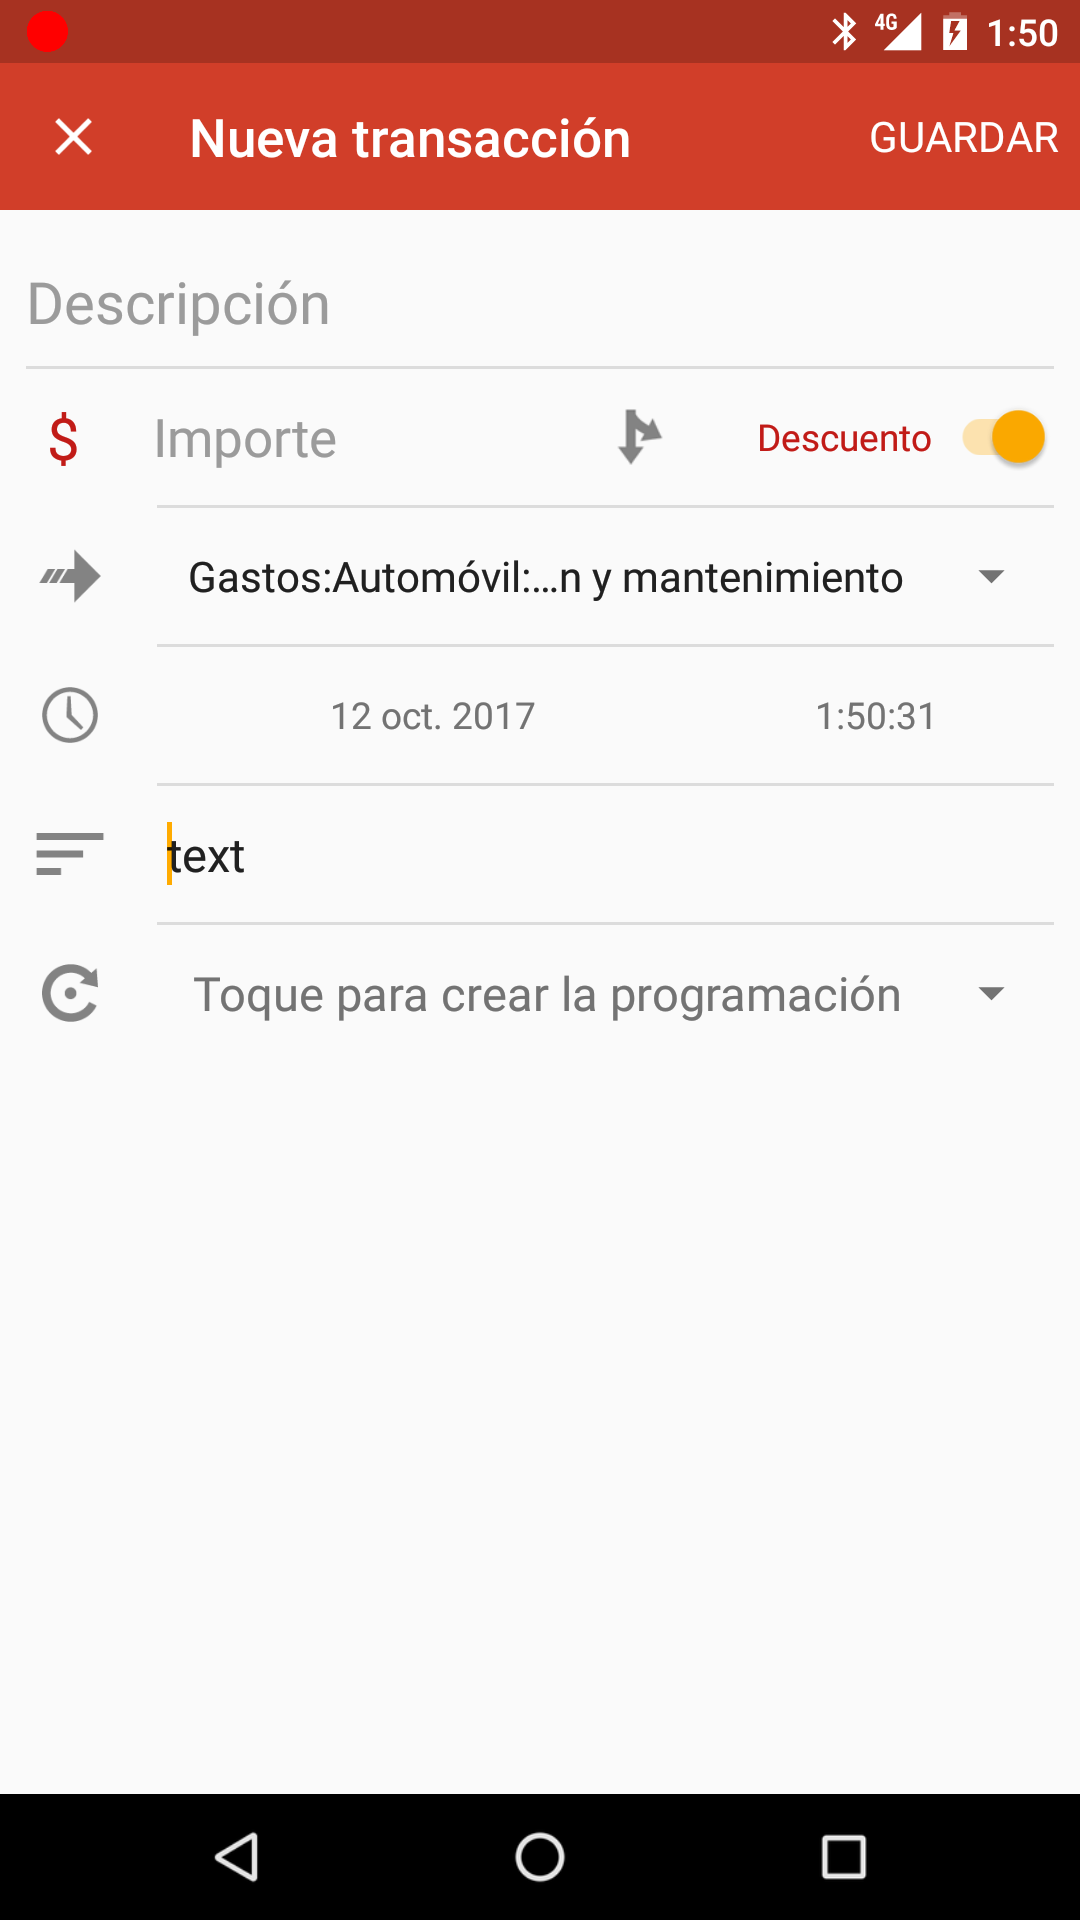 4G 1:50
Nueva transacción GUARDAR
Descripción
$ Importe Descuento
Gastos:Automóvil:...n y mantenimiento
12 oct. 2017 1:50:31
text
Toque para crear la programación